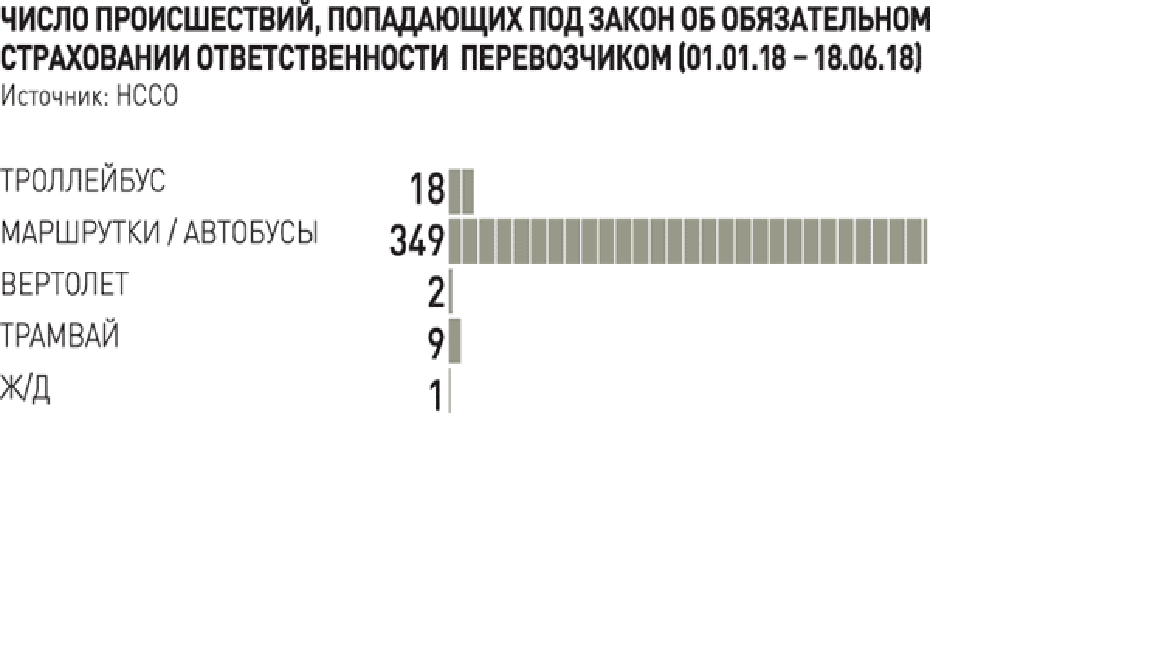 ЧИСЛО ПРОИСШЕСТВИЙ, ПОПАДАЮЩИХ ПОД ЗАКОН ОБ ОБЯЗАТЕЛЬНОМ
СТРАХОВАНИИ ОТВЕТСТВЕННОСТИ ПЕРЕВОЗЧИКОМ (01.01.18 – 18.06.18)
Источник: НССО
ТРОЛЛЕЙБУС 18
МАРШРУТКИ / АВТОБУСЫ 349
ВЕРТОЛЕТ 2
ТРАМВАЙ 9
Ж/Д 1